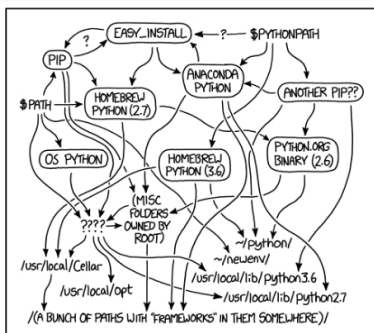 EASY_INSTALL
?
$PYTHONPATH
?
PIP
ANACONDA
PYTHON
ANOTHER PIP??
HOMEBREW
PYTHON (2.7)
$PATH
OS PYTHON
HOMEBREW
PYTHON (3.6)
PYTHON.ORG
BINARY (2.6)
????
(MISC
FOLDERS
OWNED BY
ROOT)
~/python/
~/newenv/
/usr/local/Cellar
/usr/local/opt
/usr/local/lib/python3.6
/usr/local/lib/python2.7
/(A BUNCH OF PATHS WITH "FRAMEWORKS" IN THEM SOMEWHERE)/